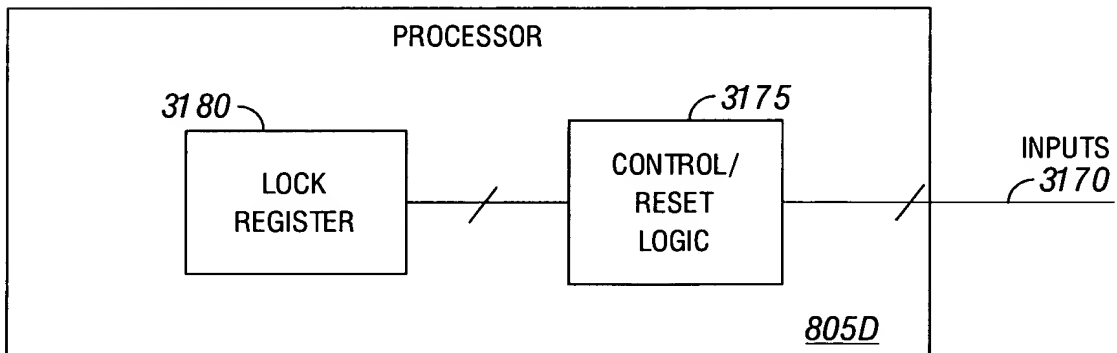 PROCESSOR
3180
3175
LOCK
REGISTER
CONTROL/
RESET
LOGIC
INPUTS
3170
805D